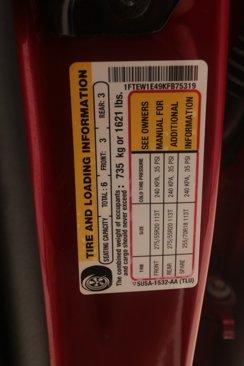 1FTEW1E49KFB75319
TIRE AND LOADING INFORMATION
SEATING CAPACITY TOTAL: 6 FRONT: 3 REAR: 3
The combined weight of occupants
and cargo should never exceed : 735 kg or 1621 lbs.
TIRE SIZE COLD TIRE PRESSURE
FRONT 275/55R20 113T 240 KPA, 35 PSI
REAR 275/55R20 113T 240 KPA, 35 PSI
SPARE 255/70R18 113T 240 KPA, 35 PSI
SEE OWNERS
MANUAL FOR
ADDITIONAL
INFORMATION
SU5A-1532-AA (TLU)